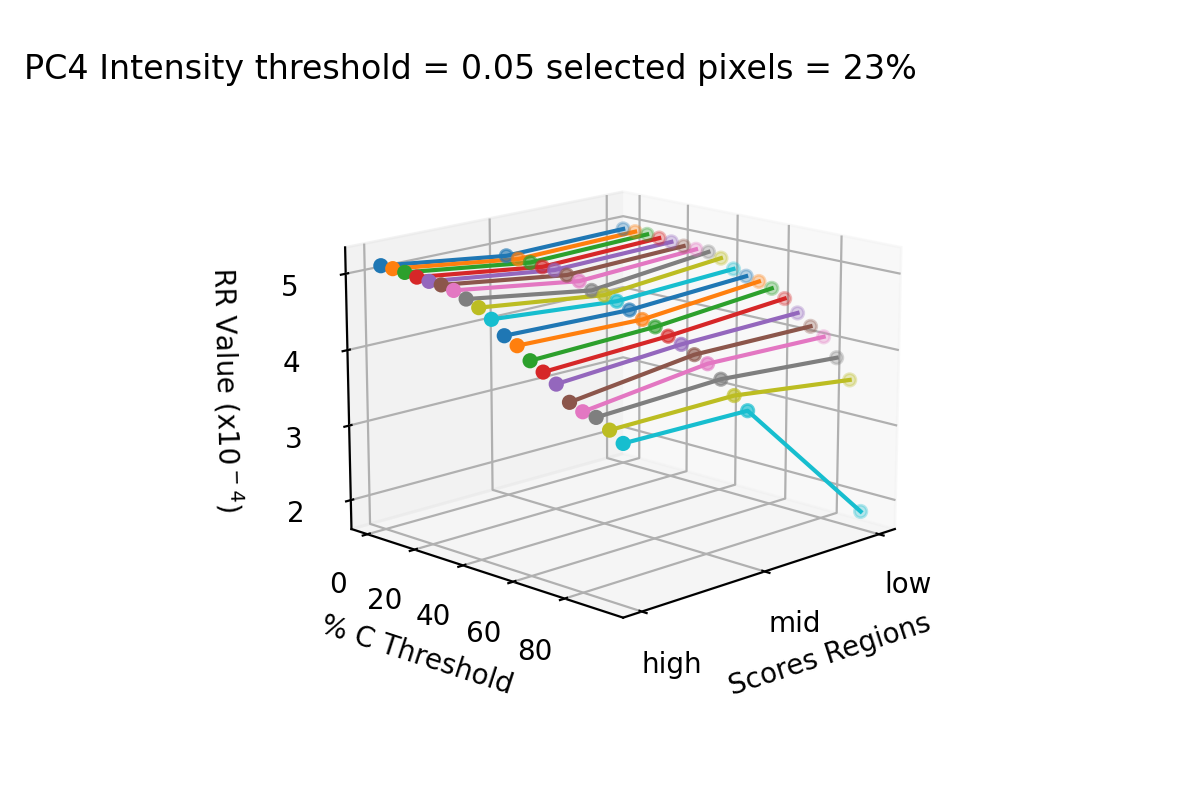 PC4 Intensity threshold = 0.05 selected pixels = 23%
RR Value (x10⁻⁴)
5
4
3
2
0
20
40
60
80
% C Threshold
high
mid
low
Scores Regions